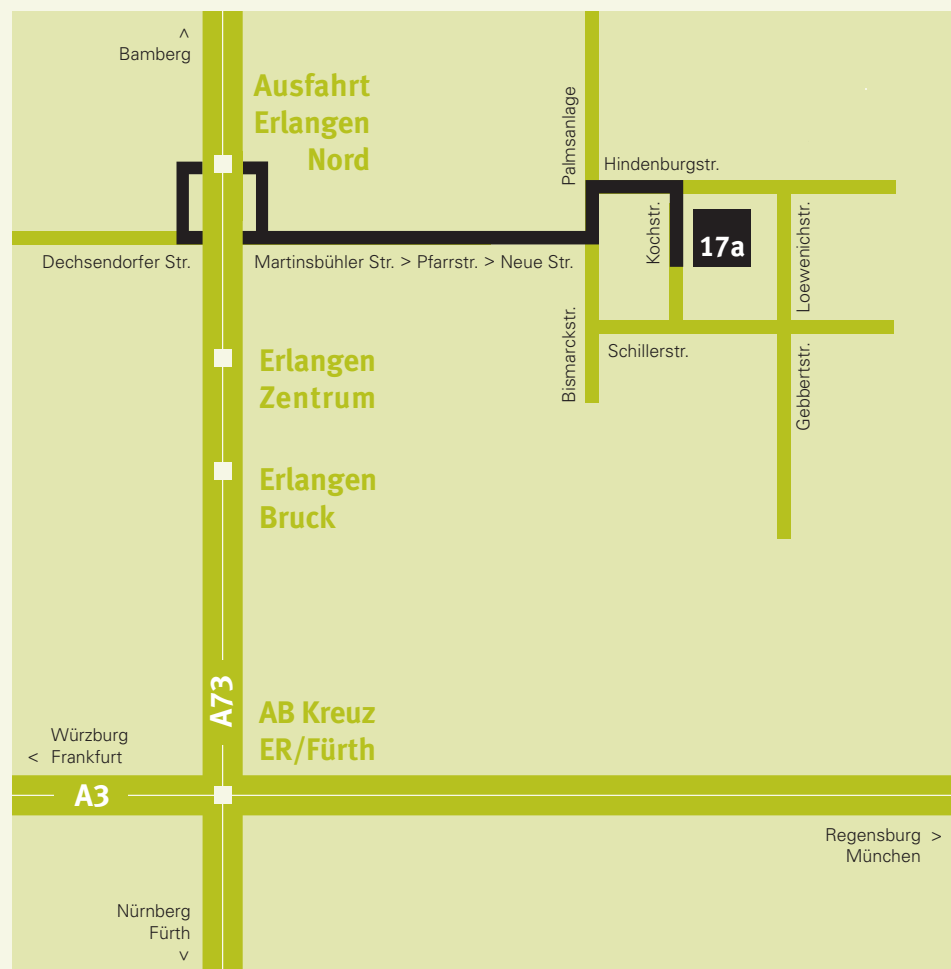 ^
Bamberg
Ausfahrt
Erlangen
Nord
Palmsanlage
Hindenburgstr.
Kochstr.
17a
Loewenichstr.
Dechsendorfer Str.
Martinsbühler Str. > Pfarrstr. > Neue Str.
Bismarckstr.
Schillerstr.
Gebbertstr.
Erlangen
Zentrum
Erlangen
Bruck
A73
AB Kreuz
ER/Fürth
Würzburg
< Frankfurt
A3
Regensburg >
München
Nürnberg
Fürth
v